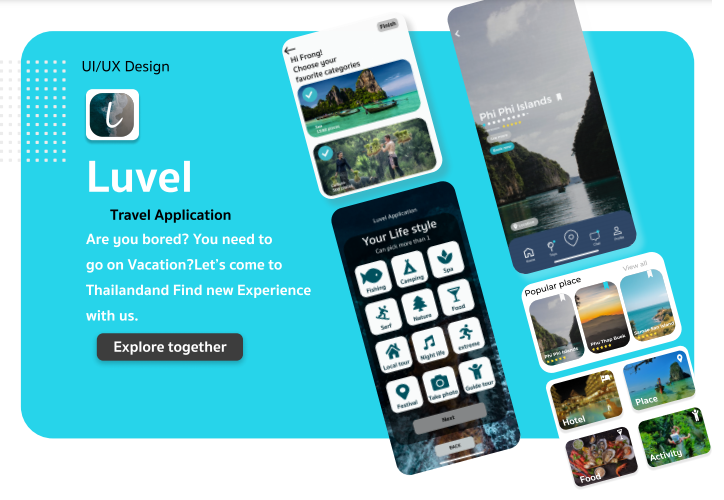 UI/UX Design
Luvel
Travel Application
Are you bored? You need to
go on Vacation?Let's come to
Thailandand Find new Experience
with us.
Explore together
Finish
Hi Frong!
Choose your
favorite categories
Luvel Application
Your Life style
Can pick more than 1
Fishing
Camping
Spa
Serf
Nature
Food
Local tour
Night life
extreme
Festival
Take photo
Guide tour
Next
BACK
Phi Phi Islands
Popular place
View all
Phi Phi Islands
Phu Thap Buek
Hotel
Place
Food
Activity